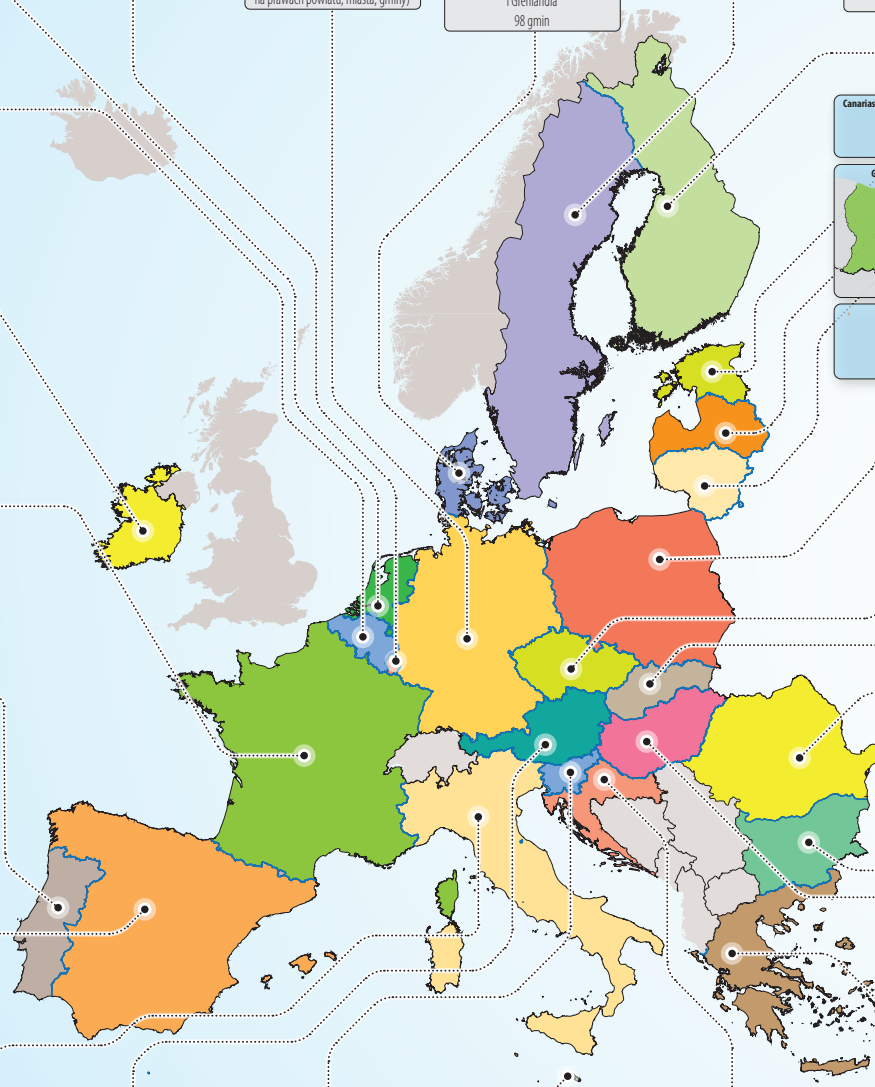 na prawach powiatu, miasta, gminy)
i Grenlandia
98 gmin
Canarias
G